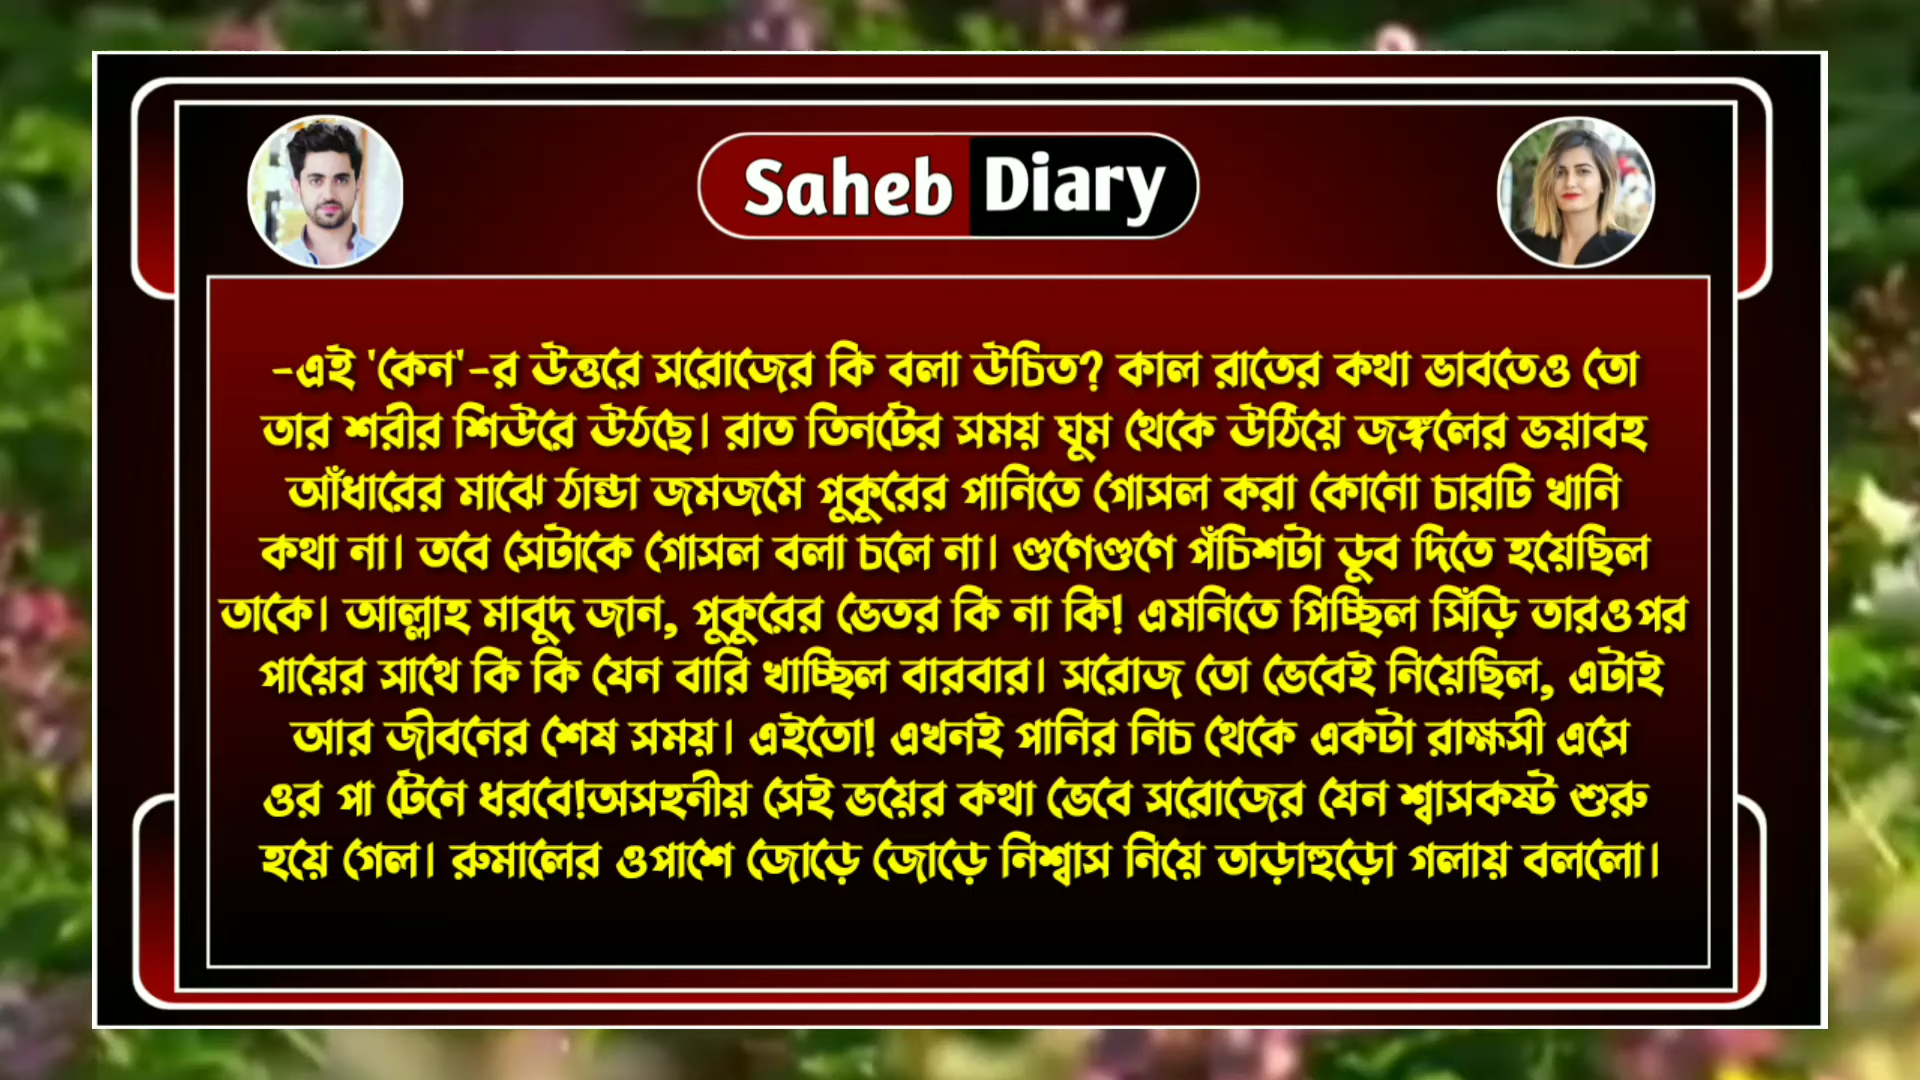 Saheb Diary
-এই 'কেন'-র উত্তরে সরোজের কি বলা উচিত? কাল রাতের কথা ভাবতেও তো
তার শরীর শিউরে উঠছে। রাত তিনটের সময় ঘুম থেকে উঠিয়ে জঙ্গলের ভয়াবহ
আঁধারের মাঝে ঠান্ডা জমজমে পুকুরের পানিতে গোসল করা কোনো চারটি খানি
কথা না। তবে সেটাকে গোসল বলা চলে না। গুণেগুণে পঁচিশটা ডুব দিতে হয়েছিল
তাকে। আল্লাহ মাবুদ জান, পুকুরের ভেতর কি না কি! এমনিতে পিচ্ছিল সিঁড়ি তারওপর
পায়ের সাথে কি কি যেন বারি খাচ্ছিল বারবার। সরোজ তো ভেবেই নিয়েছিল, এটাই
আর জীবনের শেষ সময়। এইতো! এখনই পানির নিচ থেকে একটা রাক্ষসী এসে
ওর পা টেনে ধরবে!অসহনীয় সেই ভয়ের কথা ভেবে সরোজের যেন শ্বাসকষ্ট শুরু
হয়ে গেল। রুমালের ওপাশে জোড়ে জোড়ে নিশ্বাস নিয়ে তাড়াহুড়ো গলায় বললো।